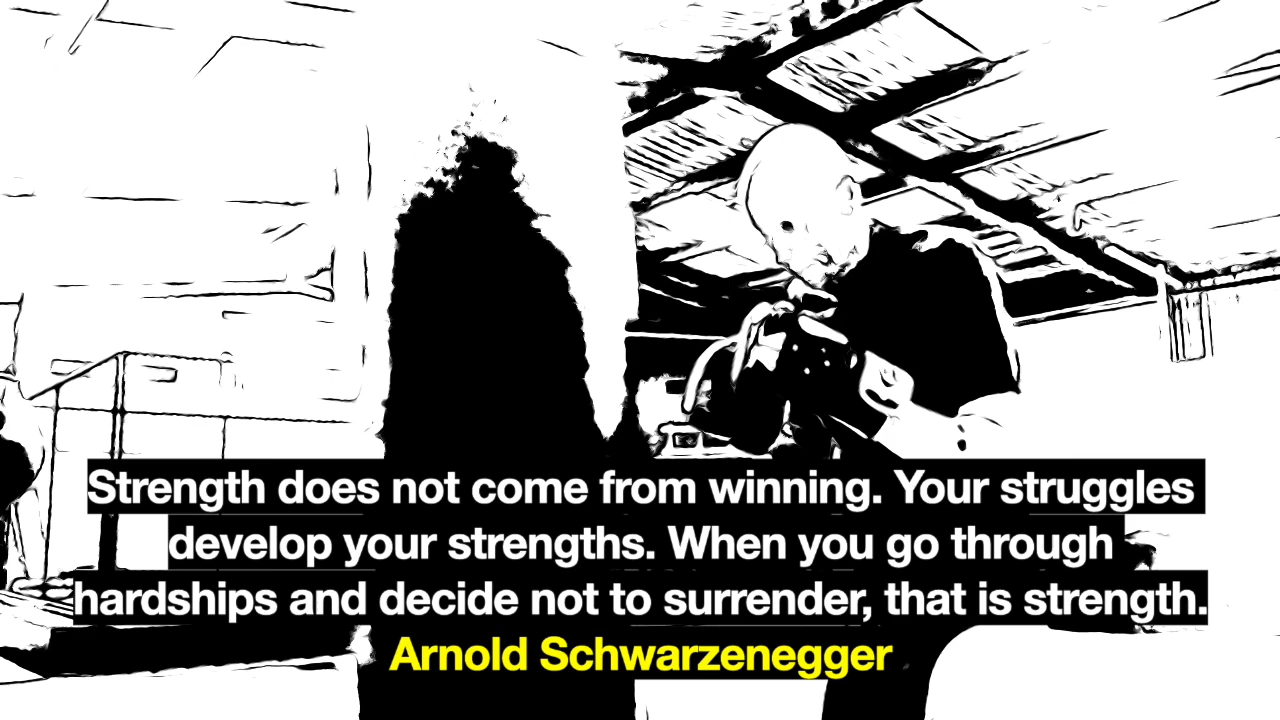 Strength does not come from winning. Your struggles
develop your strengths. When you go through
hardships and decide not to surrender, that is strength.
Arnold Schwarzenegger